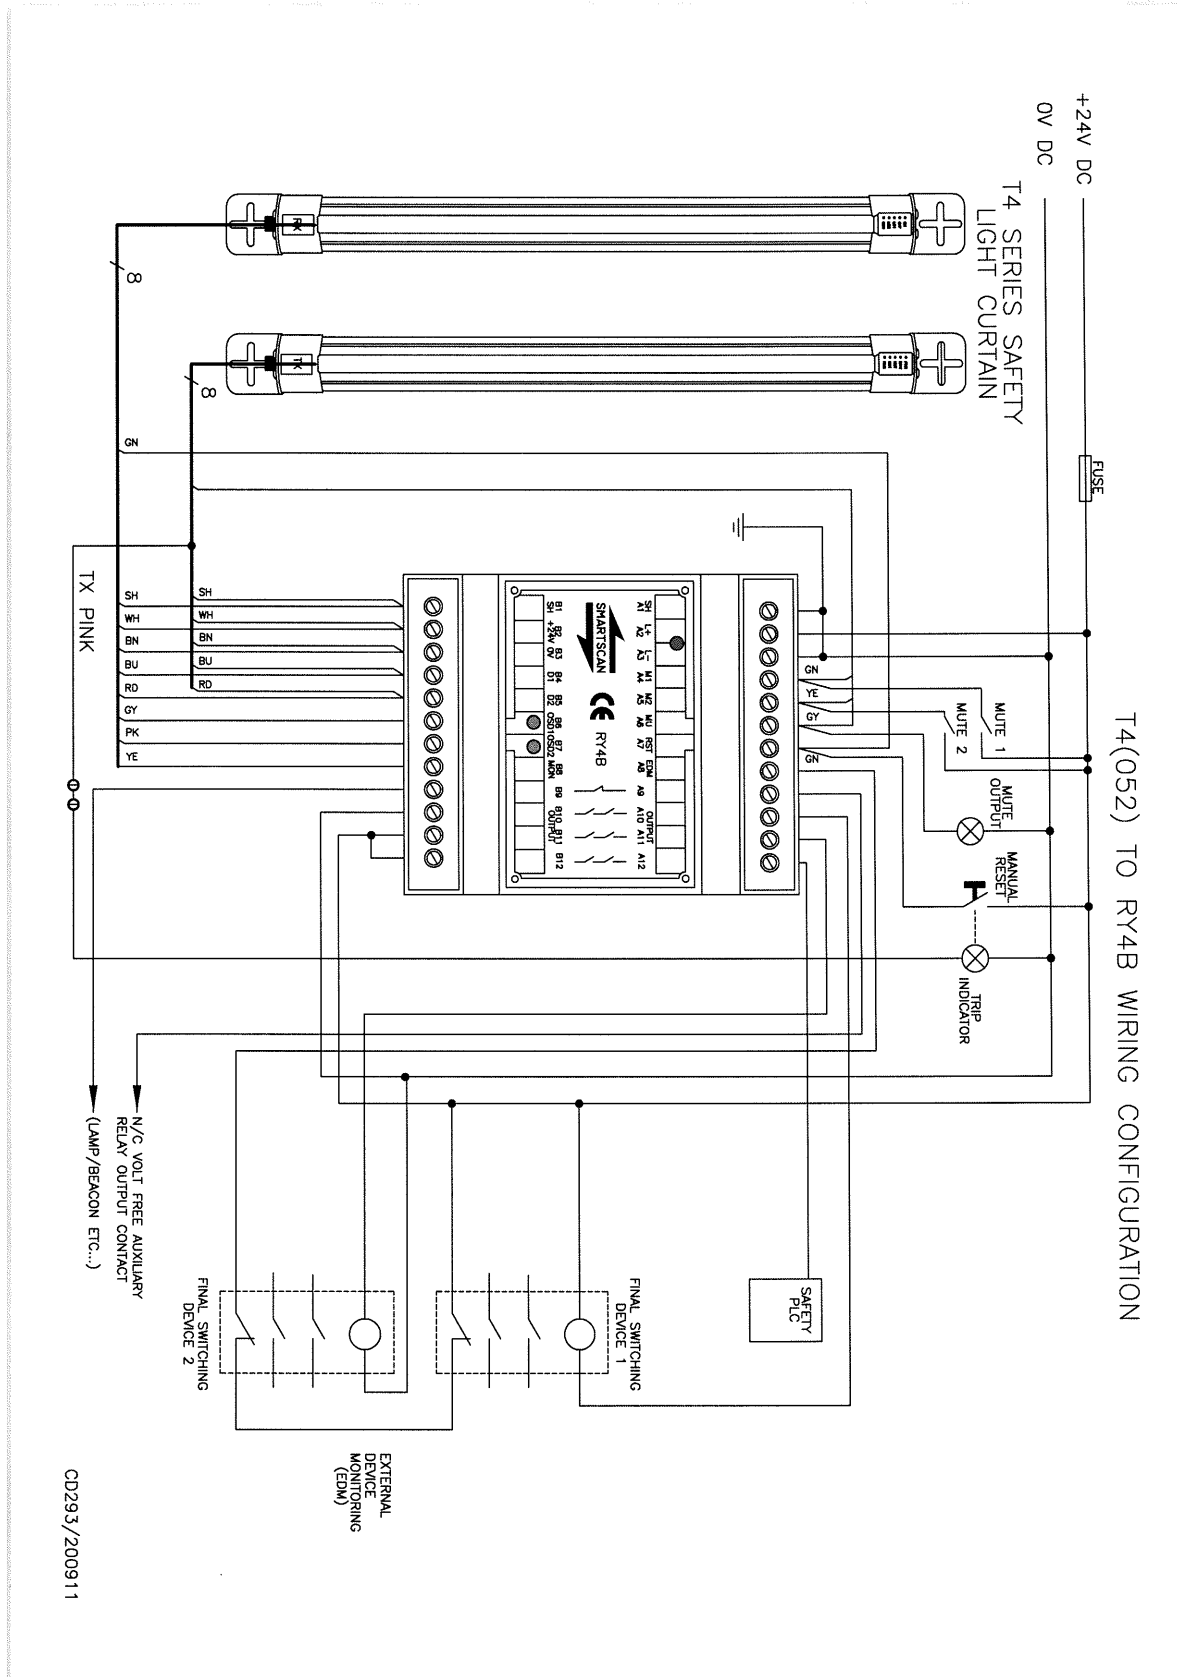 T4(052) TO RY4B WIRING CONFIGURATION
+24V DC
0V DC
FUSE
T4 SERIES SAFETY
LIGHT CURTAIN
RX
TX
8
8
MUTE 1
MUTE 2
MUTE
OUTPUT
MANUAL
RESET
TRIP
INDICATOR
GN
YE
GY
GN
SH L+ L- M1 M2 MU RST EDM OUTPUT
A1 A2 A3 A4 A5 A6 A7 A8 A9 A10 A11 A12
SMARTSCAN
CE RY4B
B1 B2 B3 B4 B5 B6 B7 B8 B9 B10 B11 B12
SH +24V 0V D1 D2 OSD1 OSD2 MON OUTPUT
GN
SH
WH
BN
BU
RD
SH
WH
BN
BU
RD
GY
PK
YE
TX PINK
SAFETY
PLC
FINAL SWITCHING
DEVICE 1
FINAL SWITCHING
DEVICE 2
N/C VOLT FREE AUXILIARY
RELAY OUTPUT CONTACT
(LAMP/BEACON ETC...)
EXTERNAL
DEVICE
MONITORING
(EDM)
CD293/200911